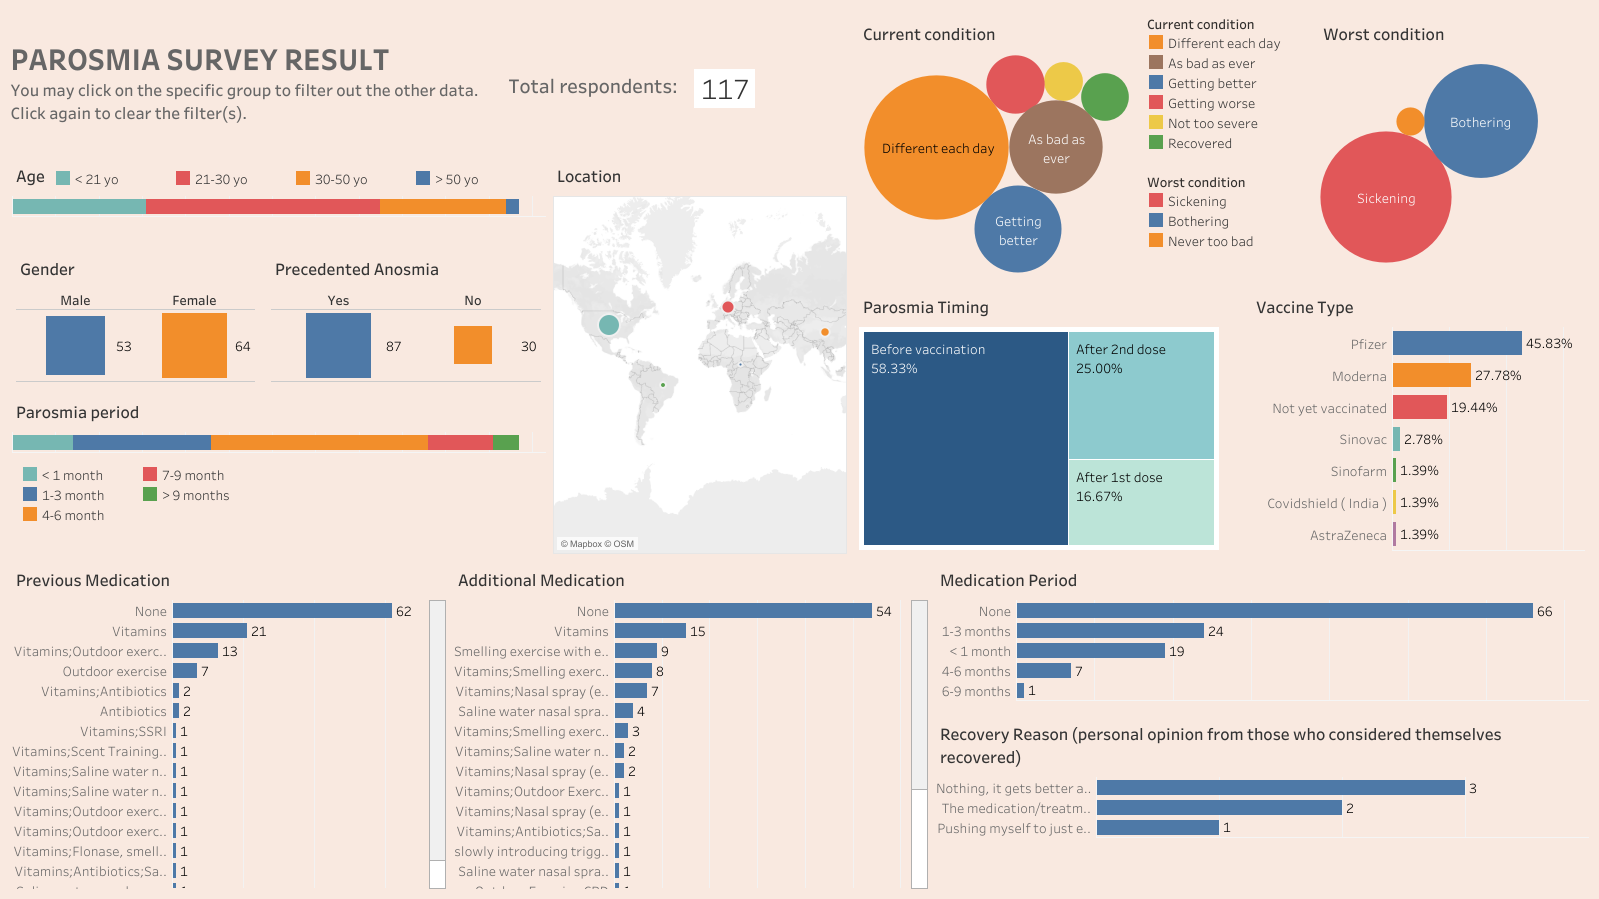 PAROSMIA SURVEY RESULT
You may click on the specific group to filter out the other data.
Click again to clear the filter(s).
Total respondents: 117
Age
< 21 yo
21-30 yo
30-50 yo
> 50 yo
Gender
Male
Female
53
64
Precedented Anosmia
Yes
No
87
30
Parosmia period
< 1 month
7-9 month
1-3 month
> 9 months
4-6 month
Location
© Mapbox © OSM
Current condition
Different each day
As bad as
ever
Getting
better
Current condition
Different each day
As bad as ever
Getting better
Getting worse
Not too severe
Recovered
Worst condition
Sickening
Bothering
Never too bad
Worst condition
Bothering
Sickening
Parosmia Timing
Before vaccination
58.33%
After 2nd dose
25.00%
After 1st dose
16.67%
Vaccine Type
Pfizer 45.83%
Moderna 27.78%
Not yet vaccinated 19.44%
Sinovac 2.78%
Sinofarm 1.39%
Covidshield ( India ) 1.39%
AstraZeneca 1.39%
Previous Medication
None 62
Vitamins 21
Vitamins;Outdoor exerc.. 13
Outdoor exercise 7
Vitamins;Antibiotics 2
Antibiotics 2
Vitamins;SSRI 1
Vitamins;Scent Training.. 1
Vitamins;Saline water n.. 1
Vitamins;Saline water n.. 1
Vitamins;Outdoor exerc.. 1
Vitamins;Outdoor exerc.. 1
Vitamins;Flonase, smell.. 1
Vitamins;Antibiotics;Sa.. 1
Additional Medication
None 54
Vitamins 15
Smelling exercise with e.. 9
Vitamins;Smelling exerc.. 8
Vitamins;Nasal spray (e.. 7
Saline water nasal spra.. 4
Vitamins;Smelling exerc.. 3
Vitamins;Saline water n.. 2
Vitamins;Nasal spray (e.. 2
Vitamins;Outdoor Exerc.. 1
Vitamins;Nasal spray (e.. 1
Vitamins;Antibiotics;Sa.. 1
slowly introducing trigg.. 1
Saline water nasal spra.. 1
Medication Period
None 66
1-3 months 24
< 1 month 19
4-6 months 7
6-9 months 1
Recovery Reason (personal opinion from those who considered themselves
recovered)
Nothing, it gets better a.. 3
The medication/treatm.. 2
Pushing myself to just e.. 1